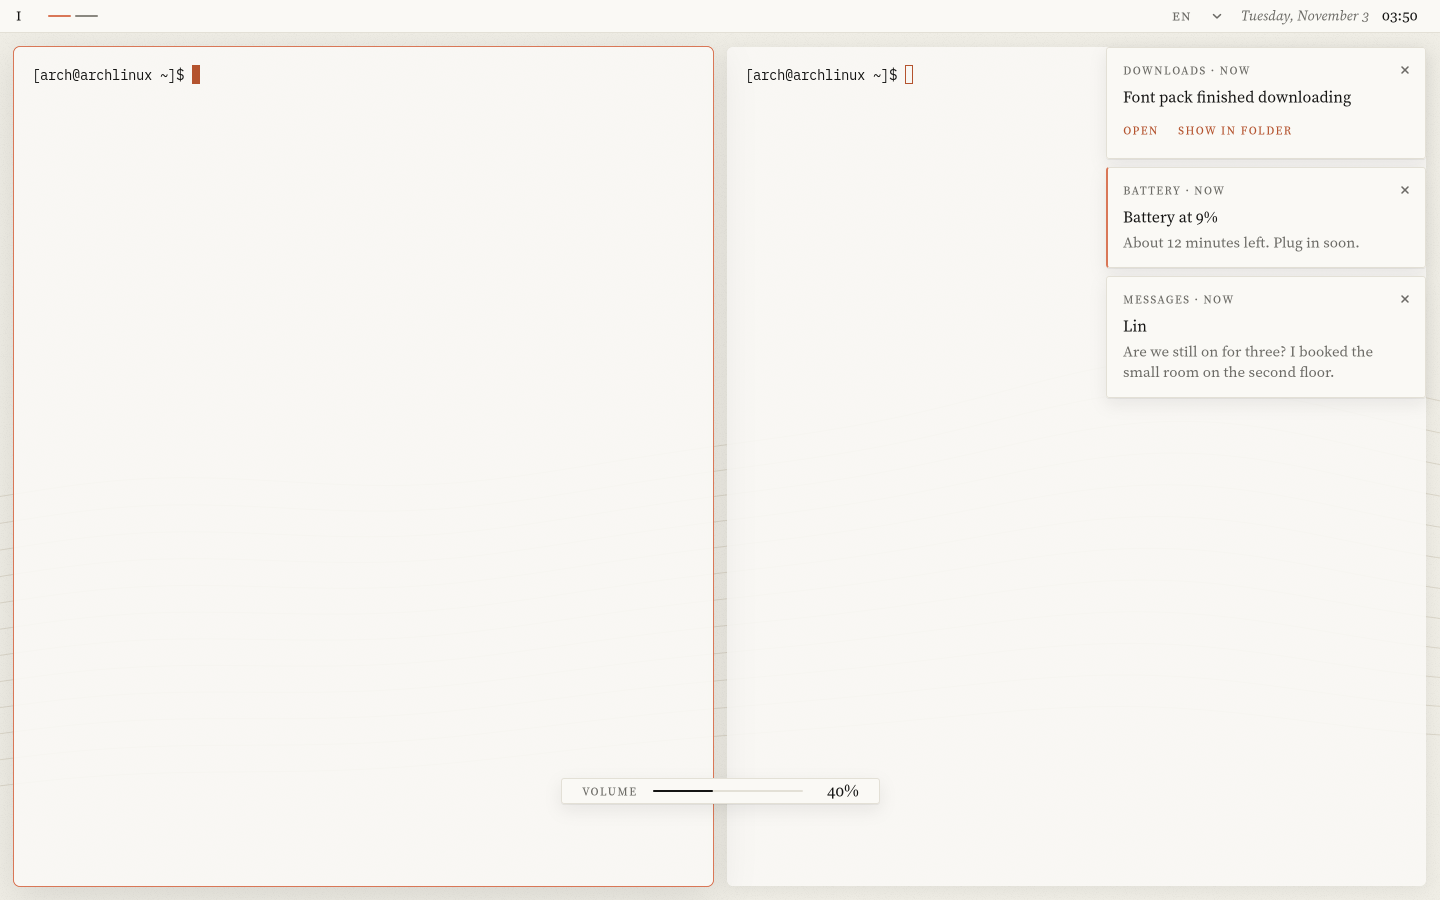 I
EN
Tuesday, November 3 03:50
[arch@archlinux ~]$
[arch@archlinux ~]$
DOWNLOADS · NOW
Font pack finished downloading
OPEN SHOW IN FOLDER
BATTERY · NOW
Battery at 9%
About 12 minutes left. Plug in soon.
MESSAGES · NOW
Lin
Are we still on for three? I booked the
small room on the second floor.
VOLUME 40%